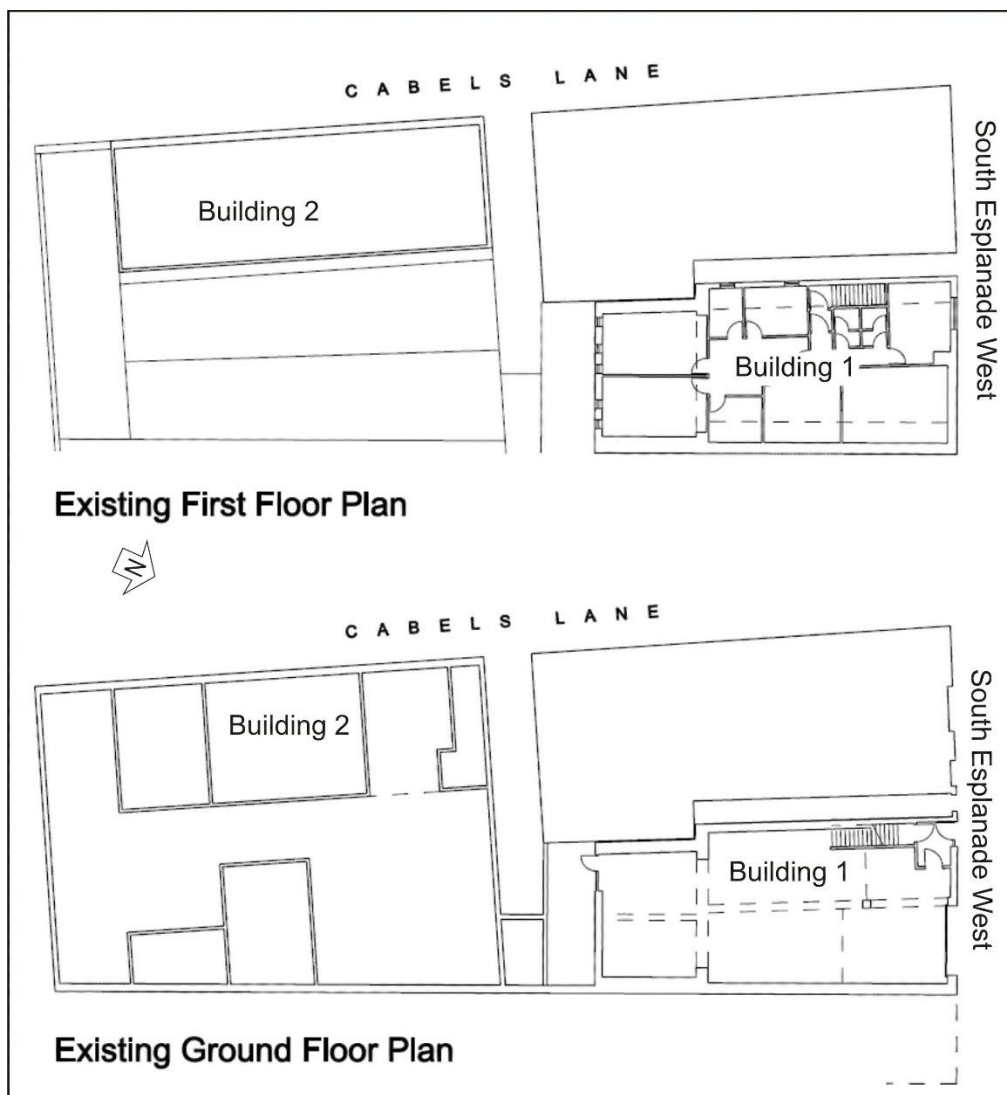 CABELS LANE
South Esplanade West
Building 2
Building 1
Existing First Floor Plan
N
CABELS LANE
South Esplanade West
Building 2
Building 1
Existing Ground Floor Plan